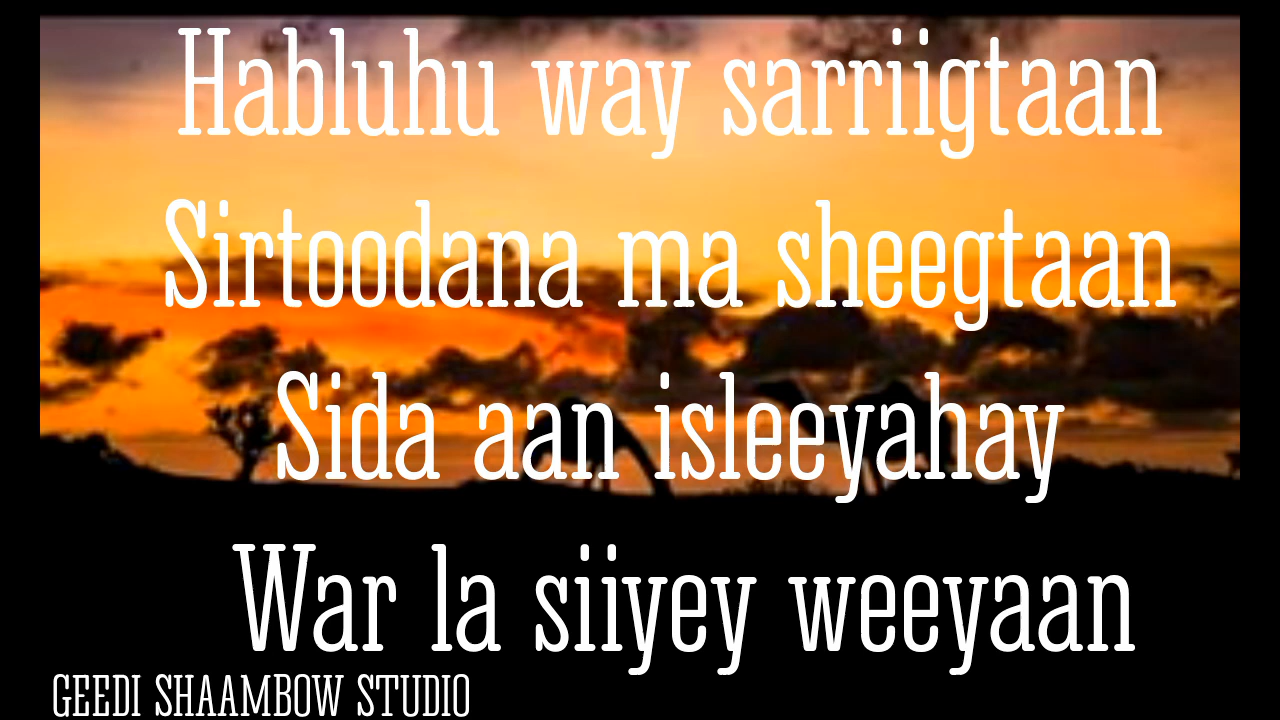 Habluhu way sarriigtaan
Sirtoodana ma sheegtaan
Sida aan isleeyahay
War la siiyey weeyaan
GEEDI SHAAMBOW STUDIO